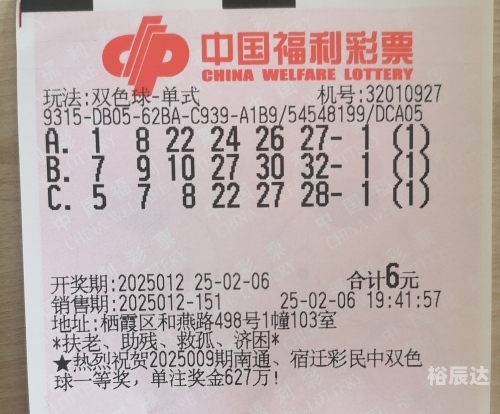 中国福利彩票
CHINA WELFARE LOTTERY
玩法:双色球-单式 机号:32010927
9315-DB05-62BA-C939-A1B9/54548199/DCA05
A. 1 8 22 24 26 27- 1 (1)
B. 7 9 10 27 30 32- 1 (1)
C. 5 7 8 22 27 28- 1 (1)
开奖期:2025012 25-02-06 合计6元
销售期:2025012-151 25-02-06 19:41:57
地址:栖霞区和燕路498号1幢103室
*扶老、助残、救孤、济困*
★热烈祝贺2025009期南通、宿迁彩民中双色
球一等奖，单注奖金627万!
裕辰达